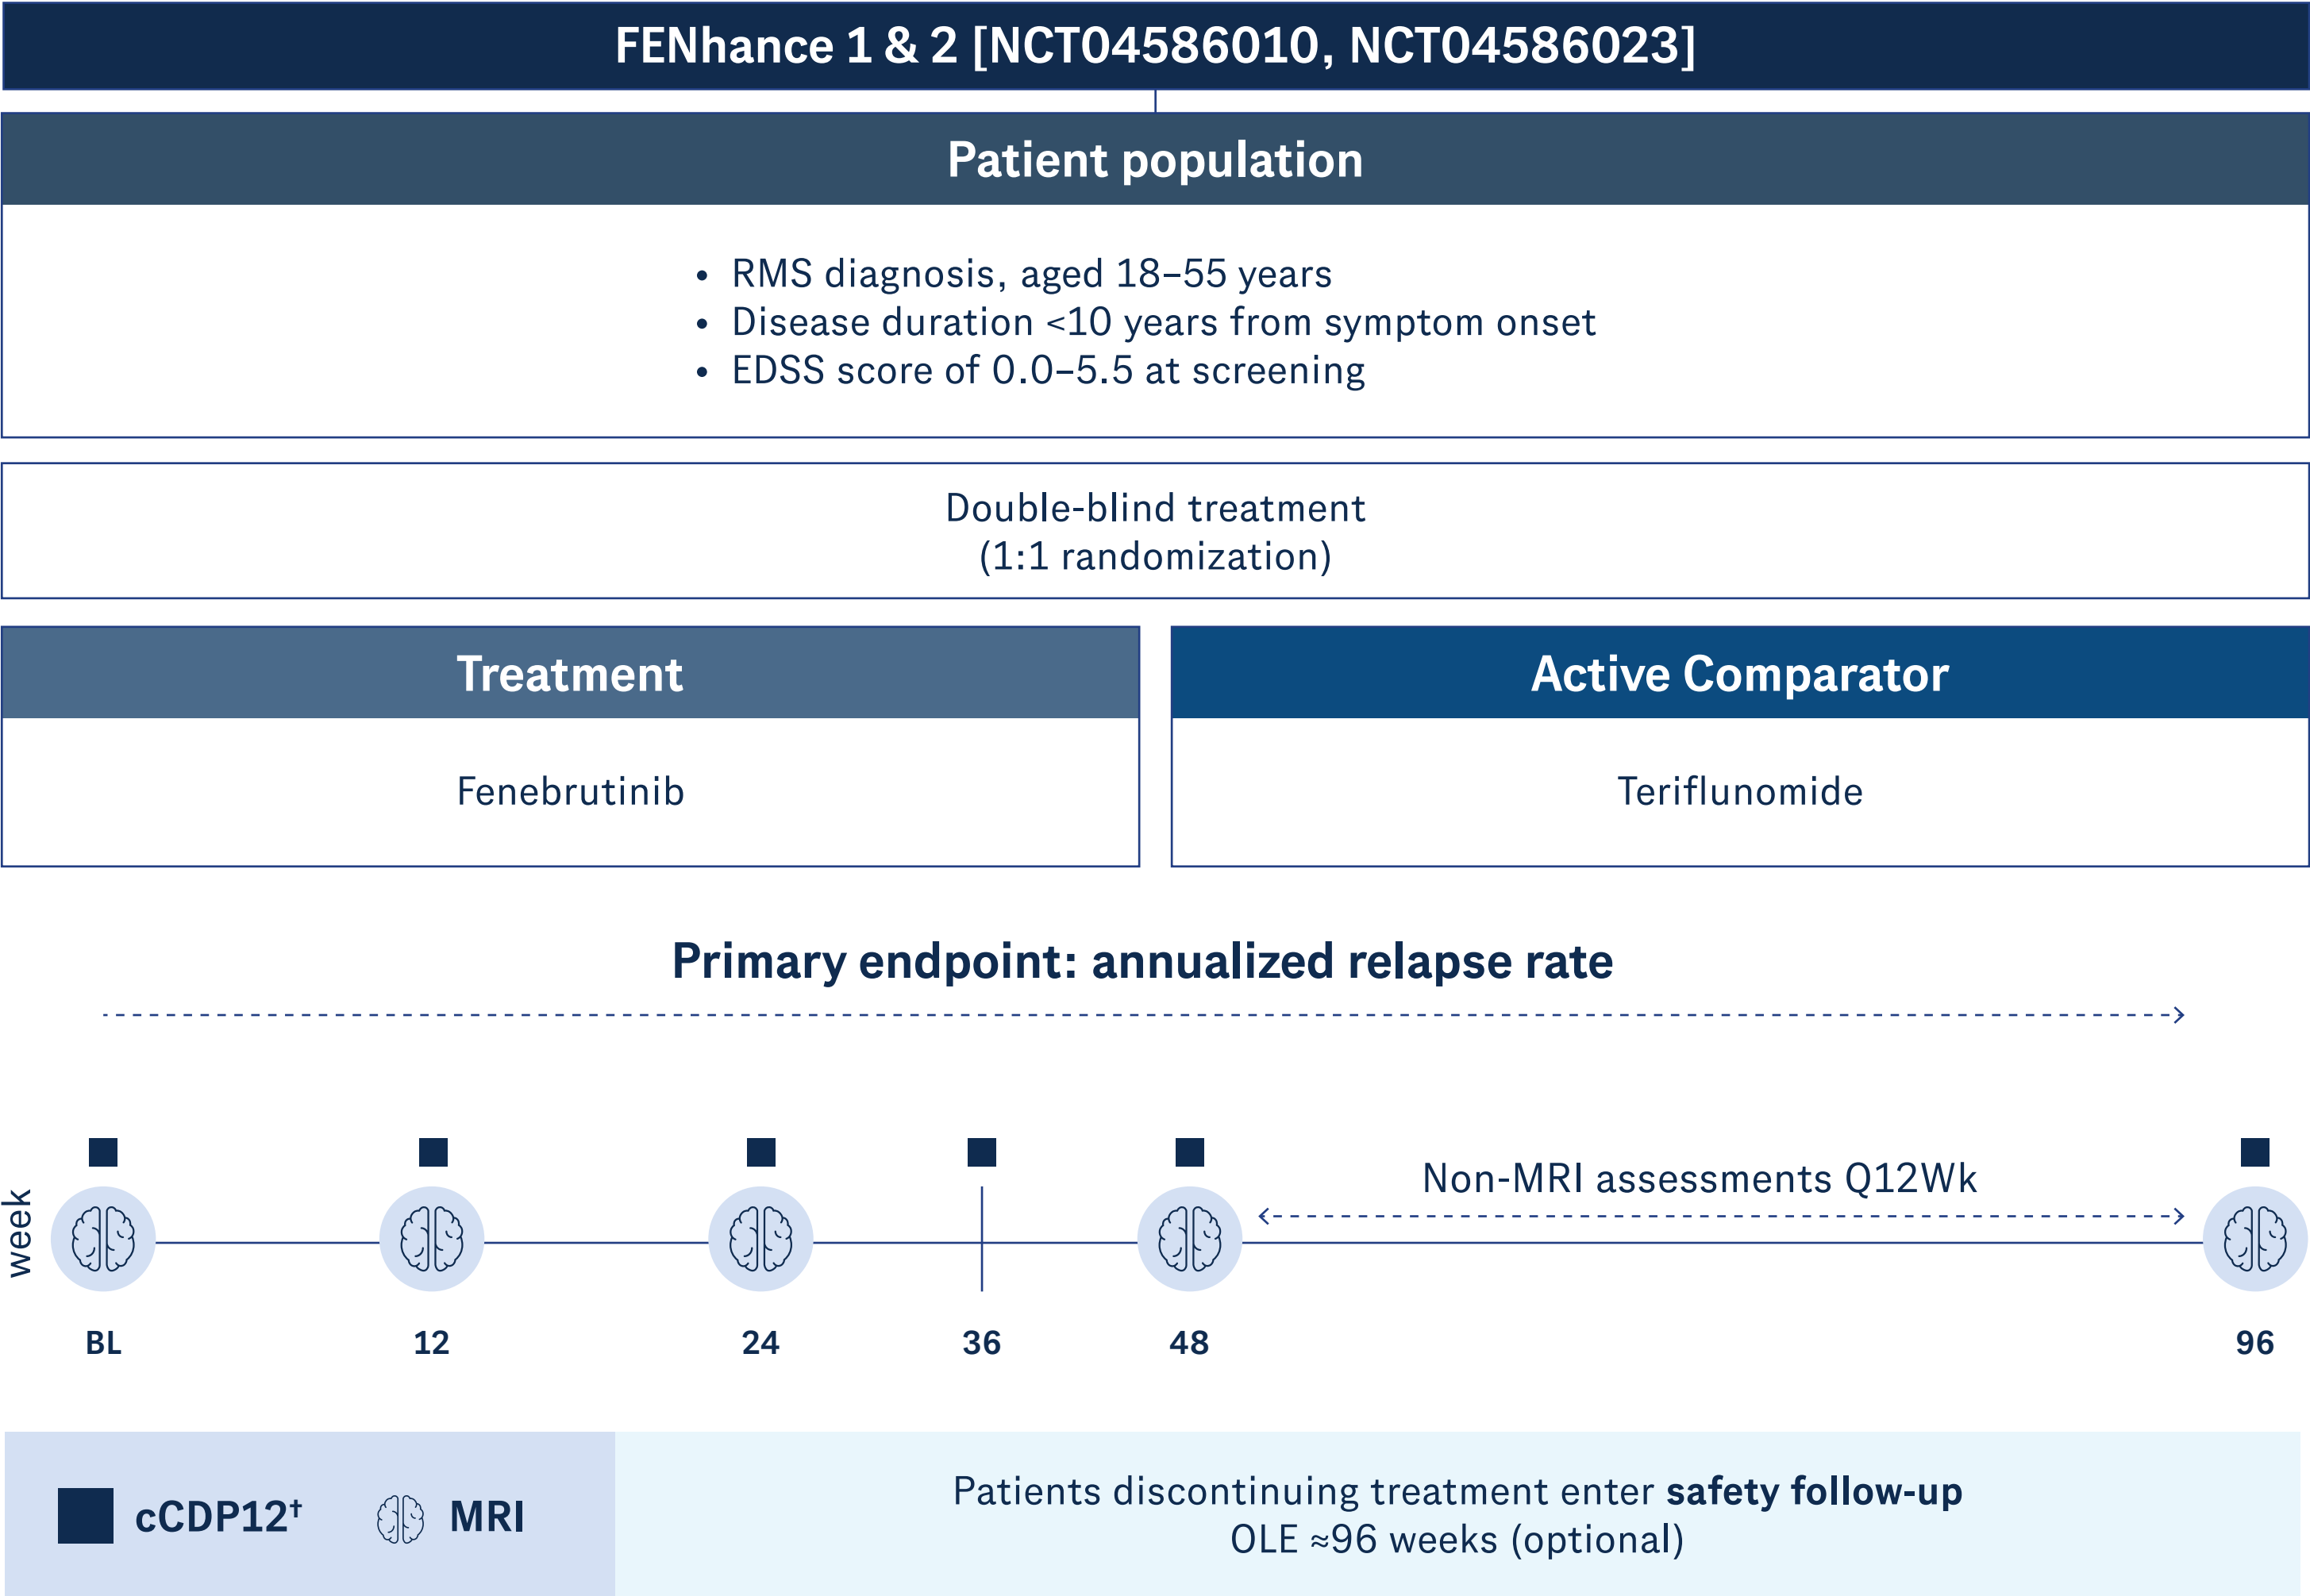 FENhance 1 & 2 [NCT04586010, NCT04586023]
Patient population
• RMS diagnosis, aged 18–55 years
• Disease duration <10 years from symptom onset
• EDSS score of 0.0–5.5 at screening
Double-blind treatment
(1:1 randomization)
Treatment
Active Comparator
Fenebrutinib
Teriflunomide
Primary endpoint: annualized relapse rate
Non-MRI assessments Q12Wk
week
BL 12 24 36 48 96
cCDP12† MRI
Patients discontinuing treatment enter safety follow-up
OLE ≈96 weeks (optional)